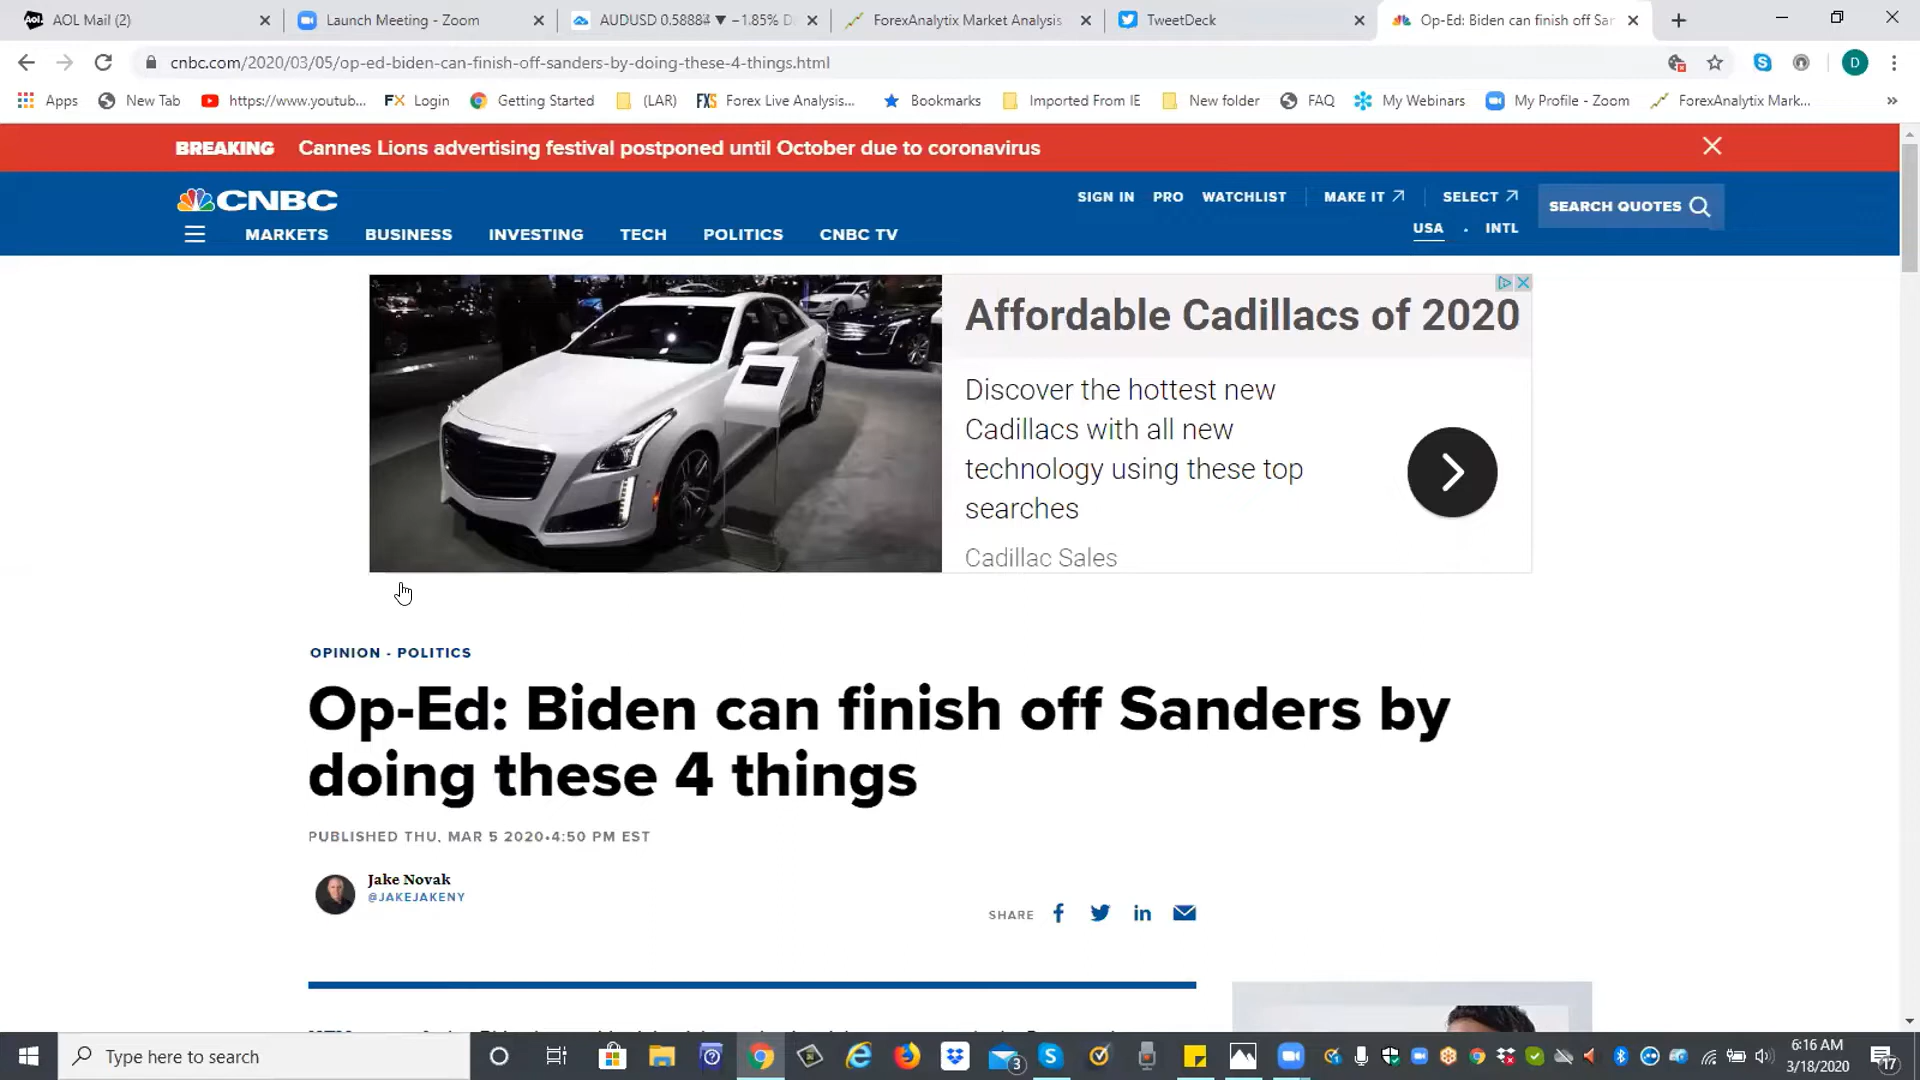 AOL Mail (2)
Launch Meeting - Zoom
AUDUSD 0.58884 ▼ −1.85% D
ForexAnalytix Market Analysis
TweetDeck
Op-Ed: Biden can finish off Sar
cnbc.com/2020/03/05/op-ed-biden-can-finish-off-sanders-by-doing-these-4-things.html
D
Apps
New Tab
https://www.youtub...
FX Login
Getting Started
(LAR)
FXS Forex Live Analysis...
Bookmarks
Imported From IE
New folder
FAQ
My Webinars
My Profile - Zoom
ForexAnalytix Mark...
»
BREAKING Cannes Lions advertising festival postponed until October due to coronavirus
CNBC
SIGN IN PRO WATCHLIST MAKE IT SELECT
SEARCH QUOTES
USA · INTL
MARKETS BUSINESS INVESTING TECH POLITICS CNBC TV
Affordable Cadillacs of 2020
Discover the hottest new
Cadillacs with all new
technology using these top
searches
Cadillac Sales
OPINION - POLITICS
Op-Ed: Biden can finish off Sanders by
doing these 4 things
PUBLISHED THU, MAR 5 2020•4:50 PM EST
Jake Novak
@JAKEJAKENY
SHARE
Type here to search
3
6:16 AM
3/18/2020
17